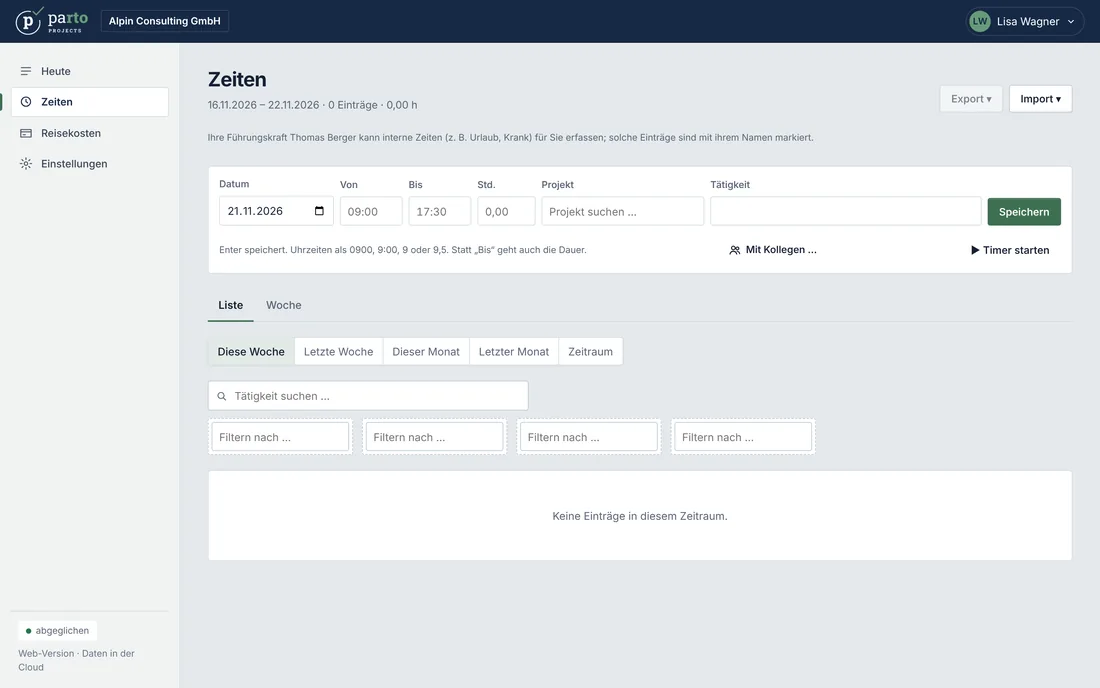 parto
PROJECTS
Alpin Consulting GmbH
LW
Lisa Wagner
Heute
Zeiten
Reisekosten
Einstellungen
Zeiten
16.11.2026 – 22.11.2026 · 0 Einträge · 0,00 h
Export ▾
Import ▾
Ihre Führungskraft Thomas Berger kann interne Zeiten (z. B. Urlaub, Krank) für Sie erfassen; solche Einträge sind mit ihrem Namen markiert.
Datum Von Bis Std. Projekt Tätigkeit
21.11.2026 09:00 17:30 0,00 Projekt suchen ... Speichern
Enter speichert. Uhrzeiten als 0900, 9:00, 9 oder 9,5. Statt „Bis“ geht auch die Dauer.
Mit Kollegen ...
▶ Timer starten
Liste Woche
Diese Woche Letzte Woche Dieser Monat Letzter Monat Zeitraum
Tätigkeit suchen ...
Filtern nach ... Filtern nach ... Filtern nach ... Filtern nach ...
Keine Einträge in diesem Zeitraum.
abgeglichen
Web-Version · Daten in der
Cloud